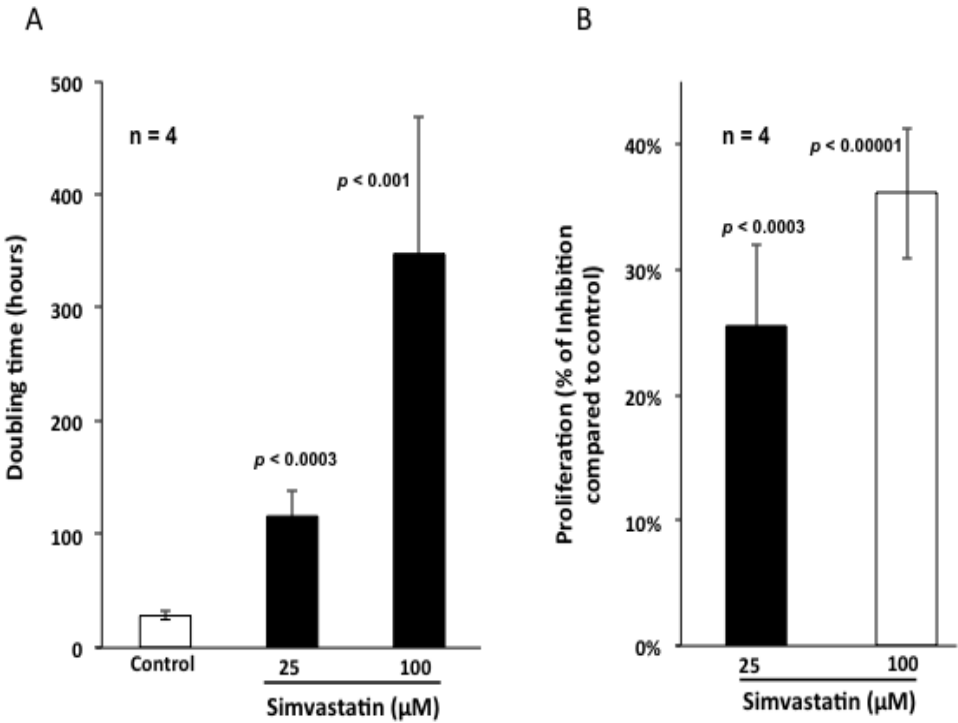 A
Doubling time (hours)
500
400
300
200
100
0
n = 4
p < 0.0003
p < 0.001
Control
25
100
Simvastatin (μM)
B
Proliferation (% of Inhibition
compared to control)
40%
30%
20%
10%
0%
n = 4
p < 0.0003
p < 0.00001
25
100
Simvastatin (μM)